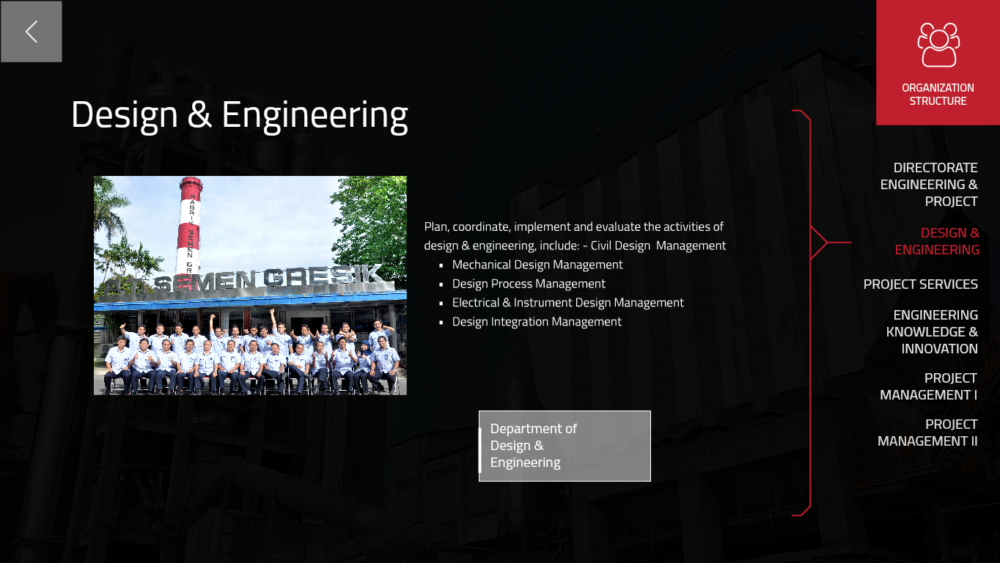 ORGANIZATION
STRUCTURE
Design & Engineering
PABRIK SEMEN GRESIK
PT. SEMEN GRESIK
Plan, coordinate, implement and evaluate the activities of
design & engineering, include: - Civil Design  Management
▪ Mechanical Design Management
▪ Design Process Management
▪ Electrical & Instrument Design Management
▪ Design Integration Management
Department of
Design &
Engineering
DIRECTORATE
ENGINEERING &
PROJECT
DESIGN &
ENGINEERING
PROJECT SERVICES
ENGINEERING
KNOWLEDGE &
INNOVATION
PROJECT
MANAGEMENT I
PROJECT
MANAGEMENT II